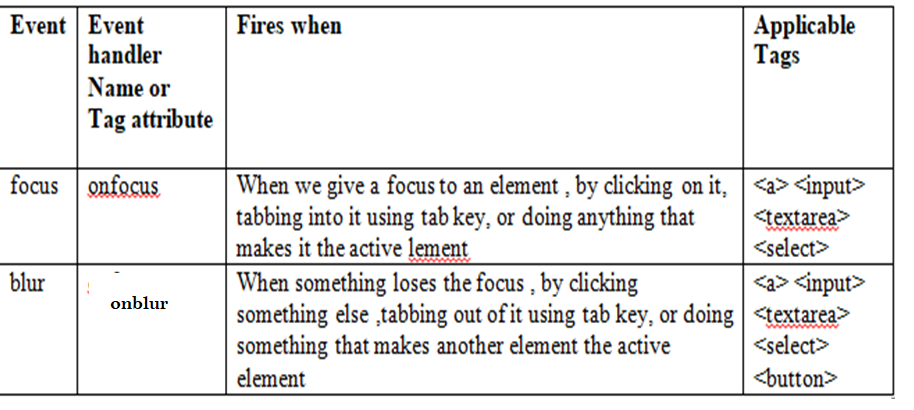 Event
Event
handler
Name or
Tag attribute
Fires when
Applicable
Tags
focus
onfocus
When we give a focus to an element , by clicking on it,
tabbing into it using tab key, or doing anything that
makes it the active lement
<a> <input>
<textarea>
<select>
blur
onblur
When something loses the focus , by clicking
something else ,tabbing out of it using tab key, or doing
something that makes another element the active
element
<a> <input>
<textarea>
<select>
<button>